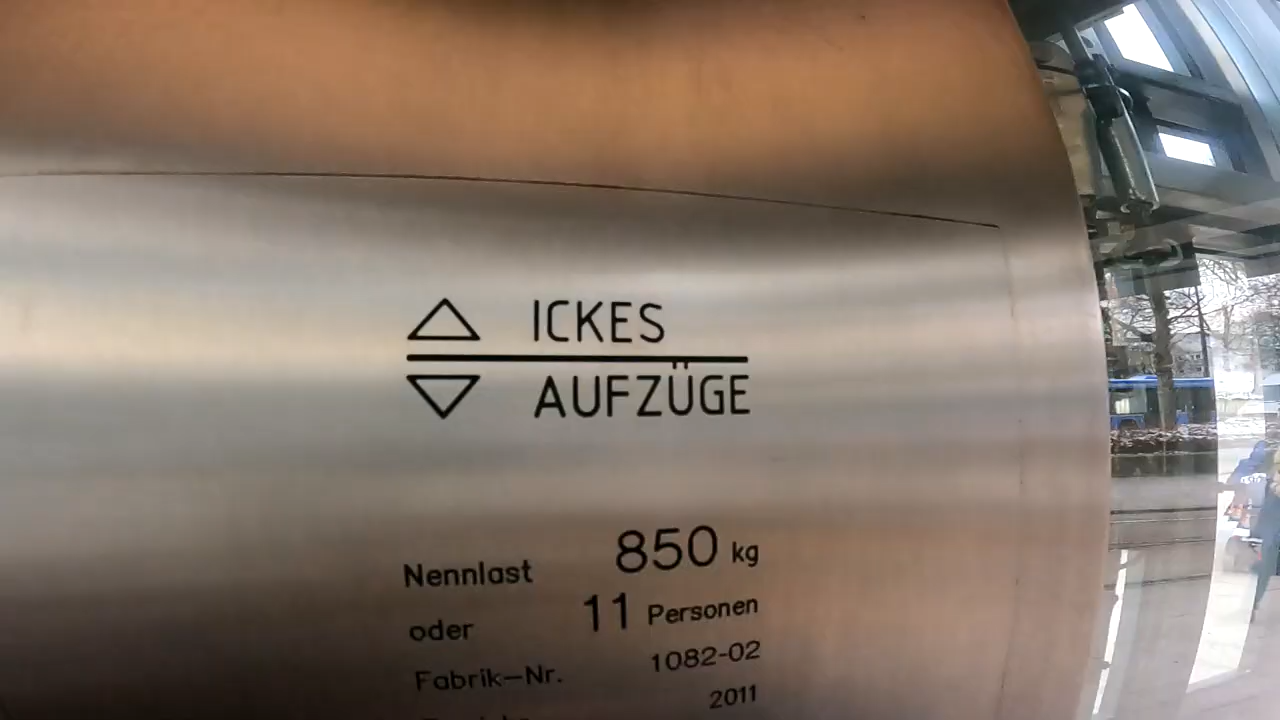 ICKES
AUFZÜGE
Nennlast 850 kg
oder 11 Personen
Fabrik-Nr. 1082-02
2011